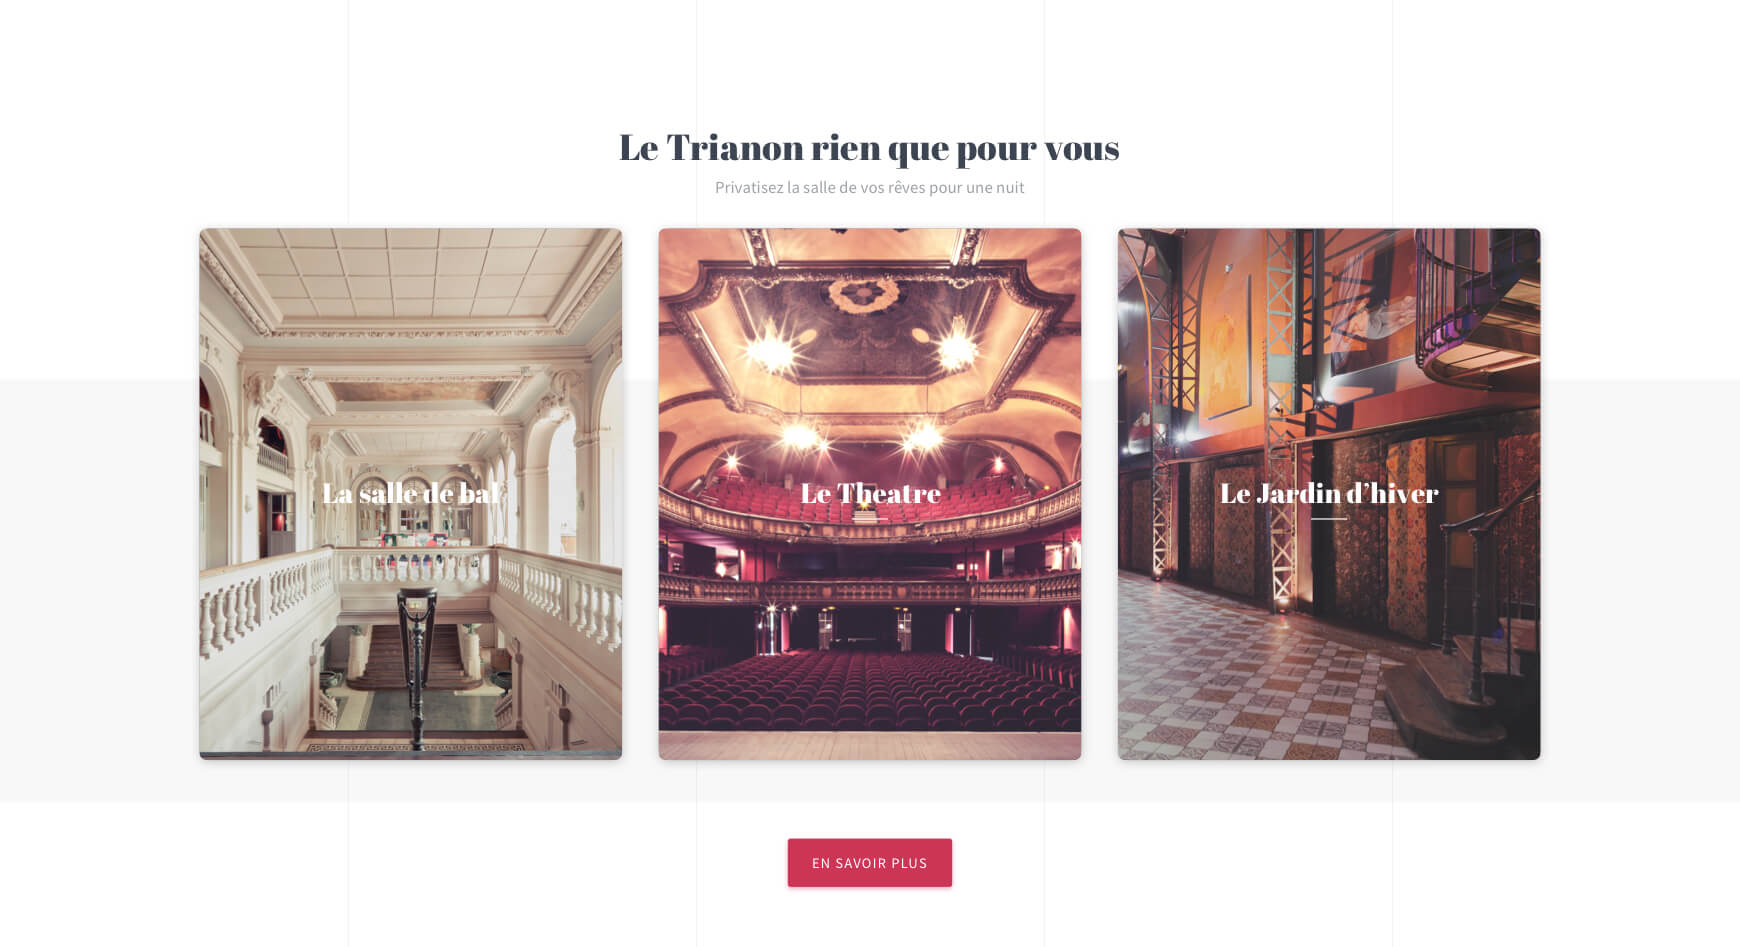 Le Trianon rien que pour vous
Privatisez la salle de vos rêves pour une nuit
La salle de bal
Le Theatre
Le Jardin d’hiver
EN SAVOIR PLUS